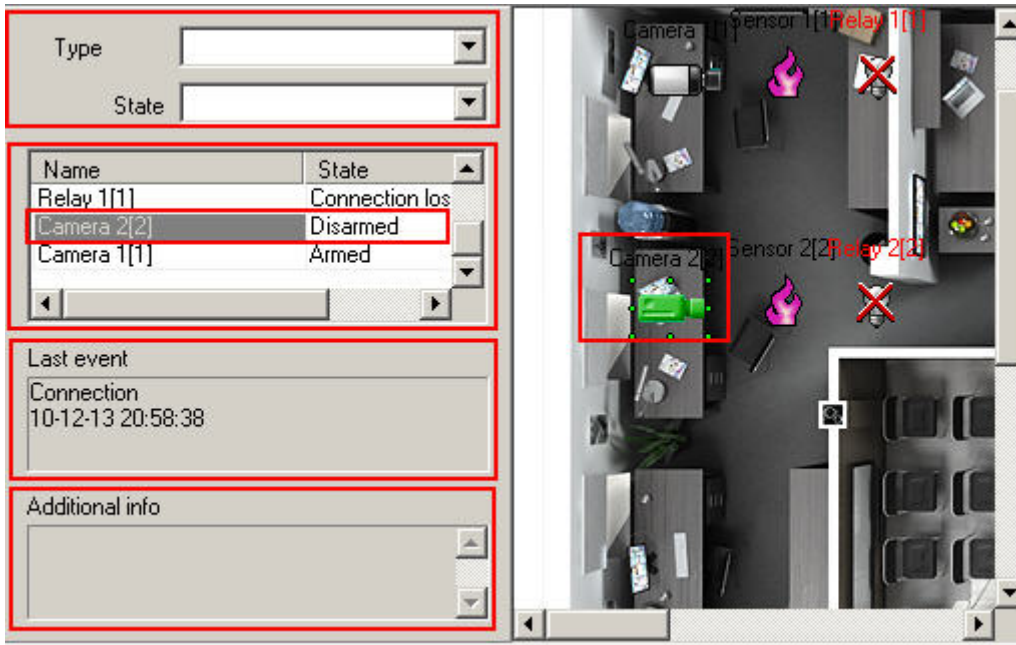 Type
State
Name State
Relay 1[1] Connection los
Camera 2[2] Disarmed
Camera 1[1] Armed
Last event
Connection
10-12-13 20:58:38
Additional info
Camera 1[1] Sensor 1[1] Relay 1[1]
Camera 2[2] Sensor 2[2] Relay 2[2]